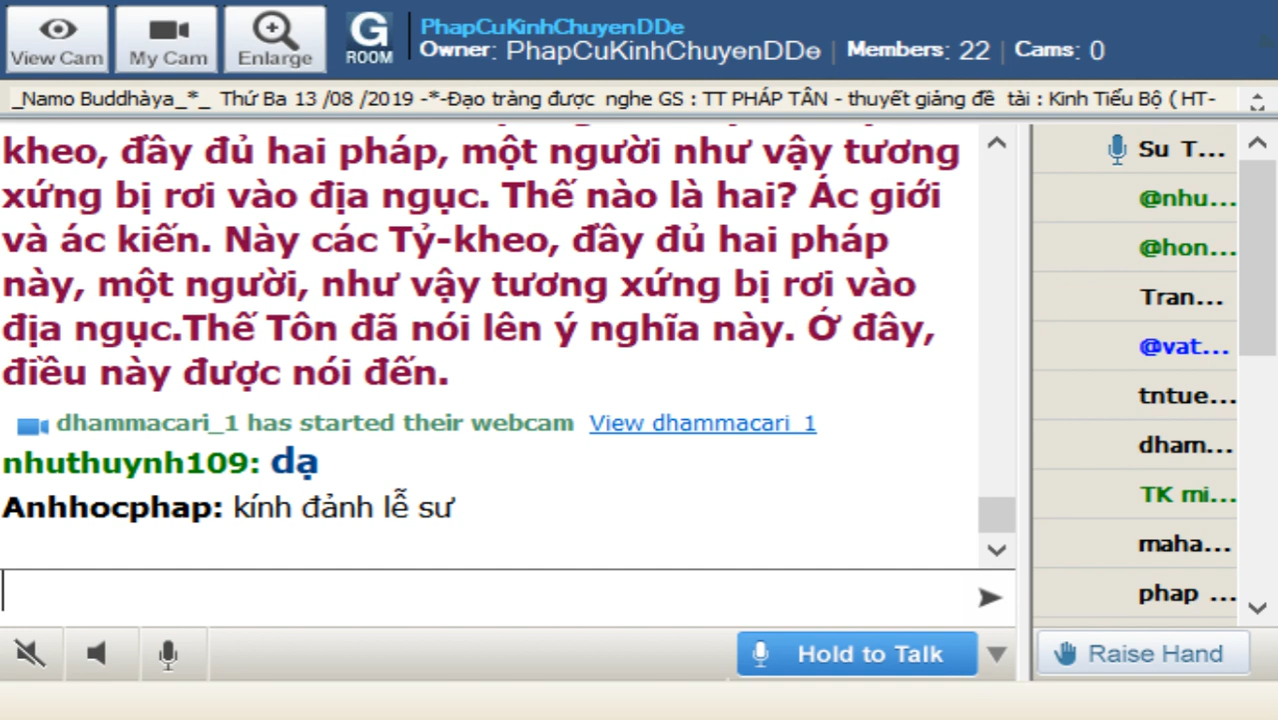 PhapCuKinhChuyenDDe
View Cam My Cam Enlarge G ROOM Owner: PhapCuKinhChuyenDDe | Members: 22 | Cams: 0
_Namo Buddhàya_*_ Thứ Ba 13 /08 /2019 -*-Đạo tràng được nghe GS : TT PHÁP TÂN - thuyết giảng đề tài : Kinh Tiểu Bộ ( HT-
kheo, đầy đủ hai pháp, một người như vậy tương
xứng bị rơi vào địa ngục. Thế nào là hai? Ác giới
và ác kiến. Này các Tỷ-kheo, đầy đủ hai pháp
này, một người, như vậy tương xứng bị rơi vào
địa ngục.Thế Tôn đã nói lên ý nghĩa này. Ở đây,
điều này được nói đến.
dhammacari_1 has started their webcam View dhammacari_1
nhuthuynh109: dạ
Anhhocphap: kính đảnh lễ sư
Su T...
@nhu...
@hon...
Tran...
@vat...
tntue...
dham...
TK mi...
maha...
phap ...
Hold to Talk
Raise Hand